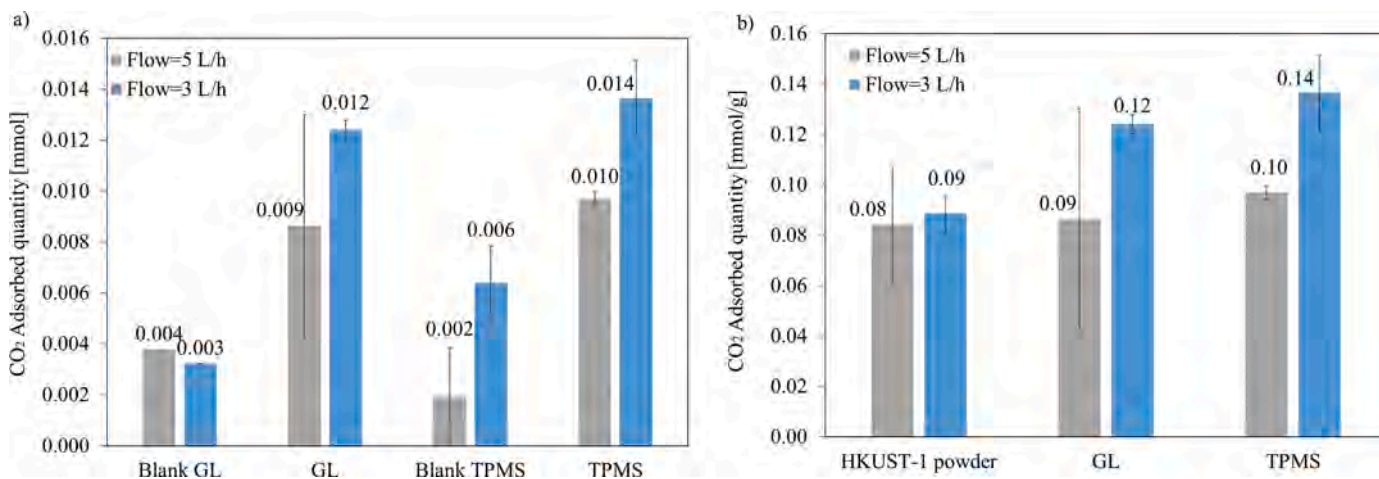 a)
CO₂ Adsorbed quantity [mmol]
0.016
0.014
0.012
0.010
0.008
0.006
0.004
0.002
0.000
Flow=5 L/h
Flow=3 L/h
0.004
0.003
0.009
0.012
0.002
0.006
0.010
0.014
Blank GL
GL
Blank TPMS
TPMS
b)
CO₂ Adsorbed quantity [mmol/g]
0.16
0.14
0.12
0.10
0.08
0.06
0.04
0.02
0.00
Flow=5 L/h
Flow=3 L/h
0.08
0.09
0.09
0.12
0.10
0.14
HKUST-1 powder
GL
TPMS